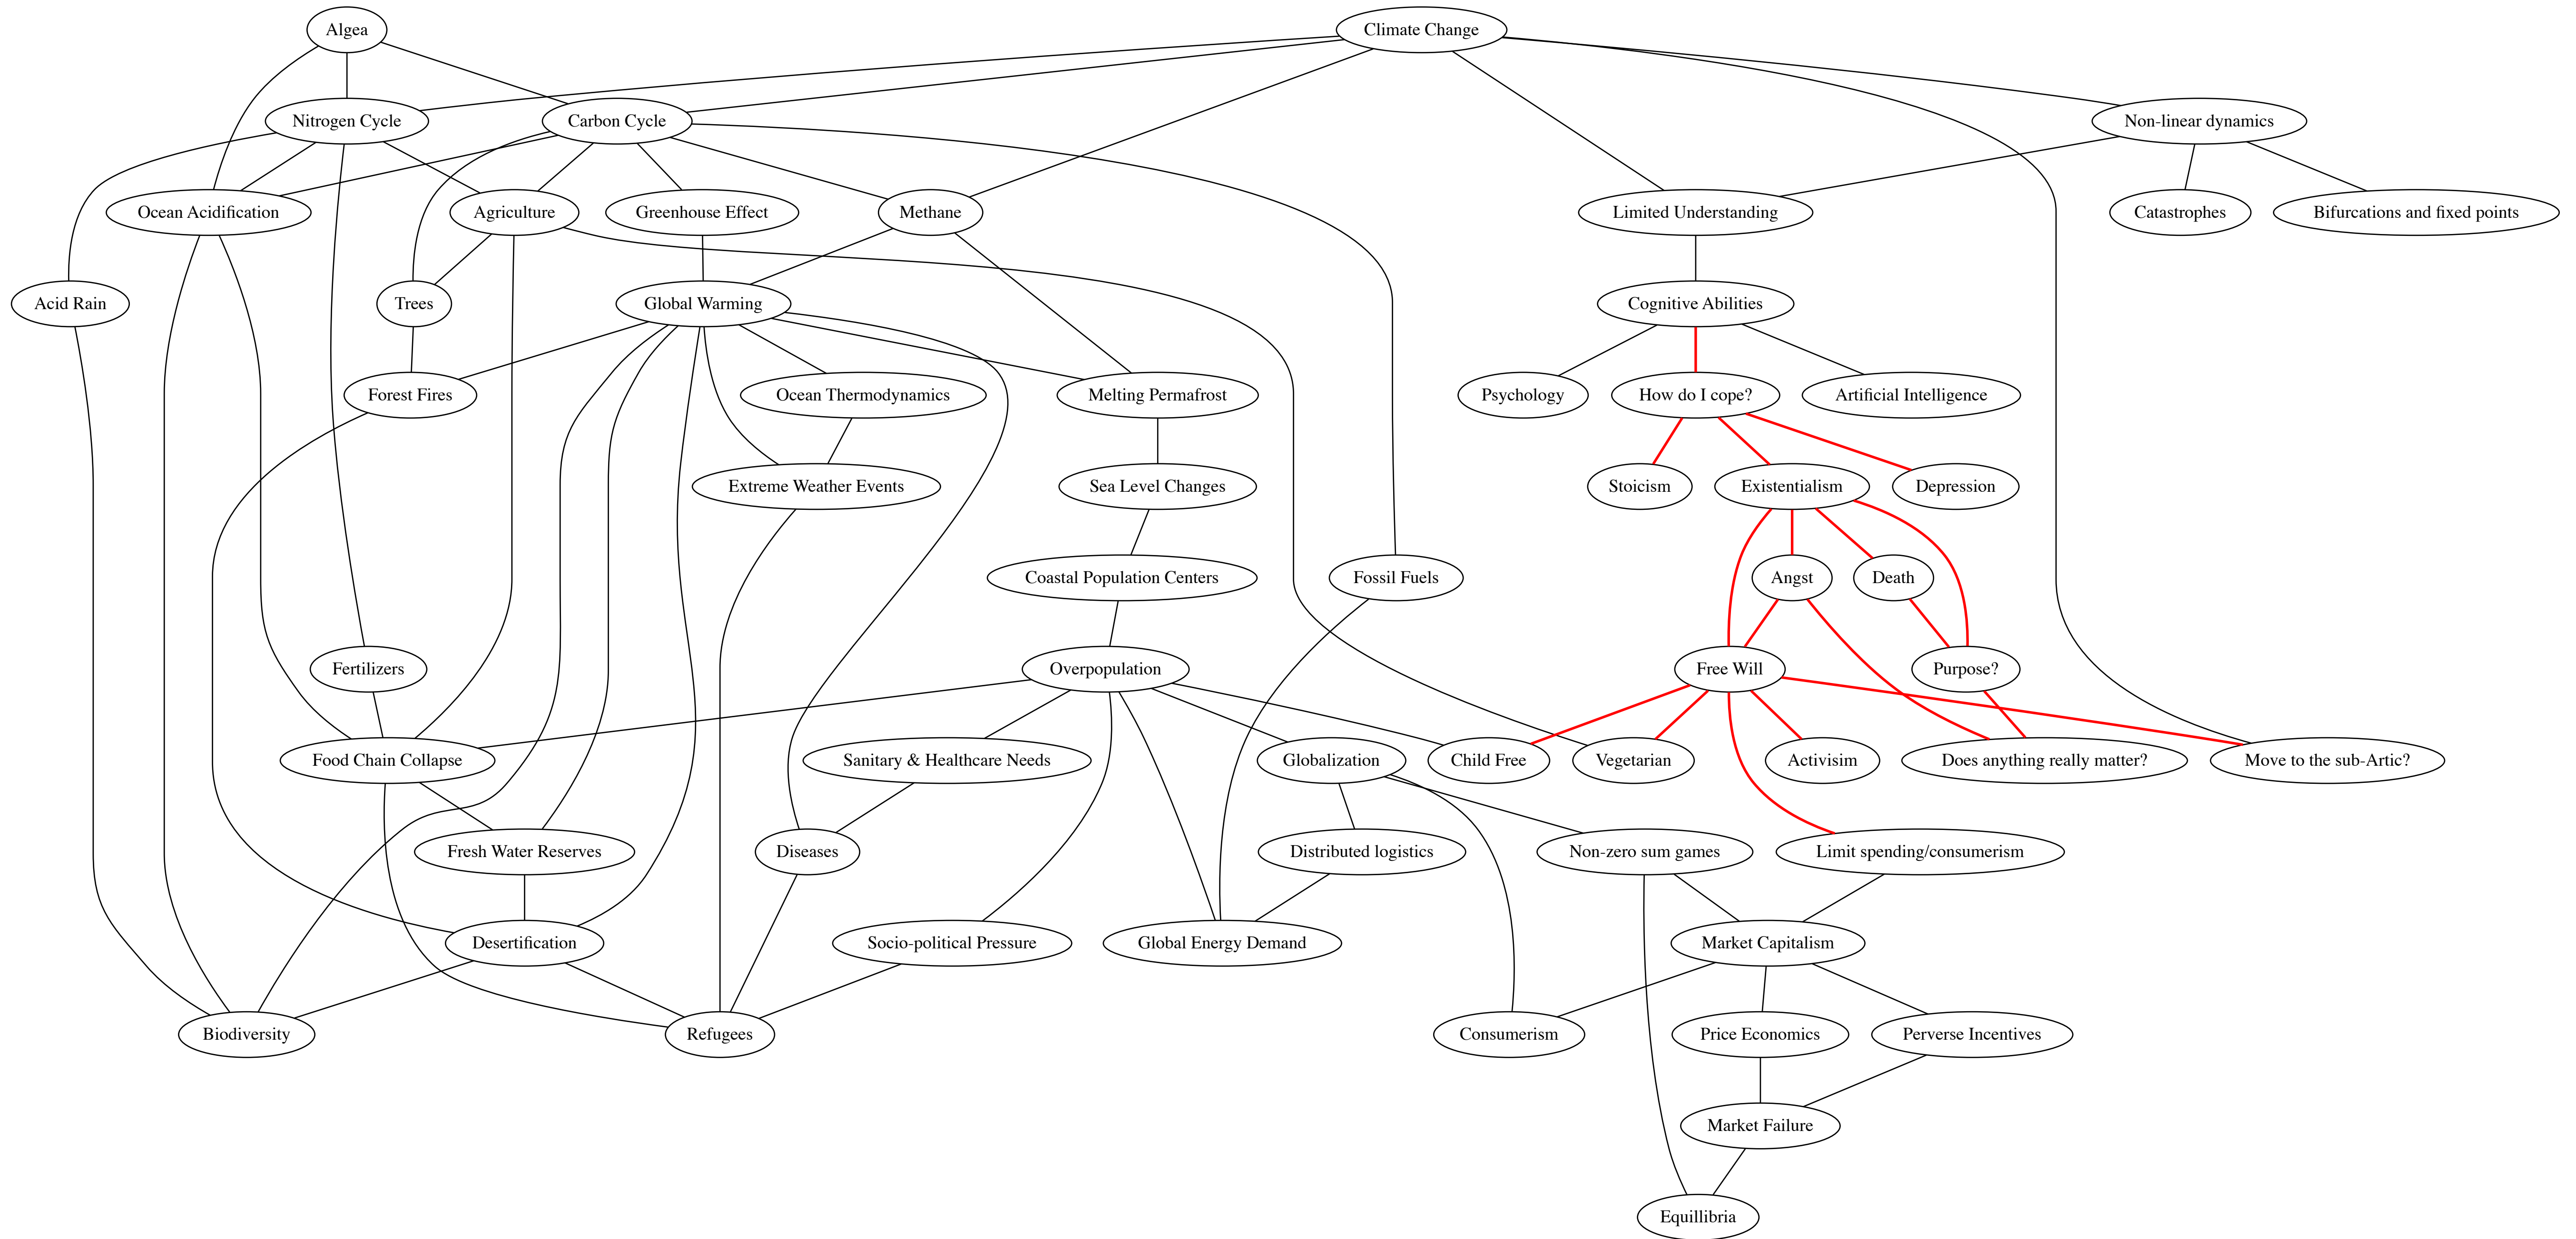 Algea
Climate Change
Nitrogen Cycle
Carbon Cycle
Non-linear dynamics
Ocean Acidification
Agriculture
Greenhouse Effect
Methane
Limited Understanding
Catastrophes
Bifurcations and fixed points
Acid Rain
Trees
Global Warming
Cognitive Abilities
Forest Fires
Ocean Thermodynamics
Melting Permafrost
Psychology
How do I cope?
Artificial Intelligence
Extreme Weather Events
Sea Level Changes
Stoicism
Existentialism
Depression
Coastal Population Centers
Fossil Fuels
Angst
Death
Fertilizers
Overpopulation
Free Will
Purpose?
Food Chain Collapse
Sanitary & Healthcare Needs
Globalization
Child Free
Vegetarian
Activisim
Does anything really matter?
Move to the sub-Artic?
Fresh Water Reserves
Diseases
Distributed logistics
Non-zero sum games
Limit spending/consumerism
Desertification
Socio-political Pressure
Global Energy Demand
Market Capitalism
Biodiversity
Refugees
Consumerism
Price Economics
Perverse Incentives
Market Failure
Equillibria